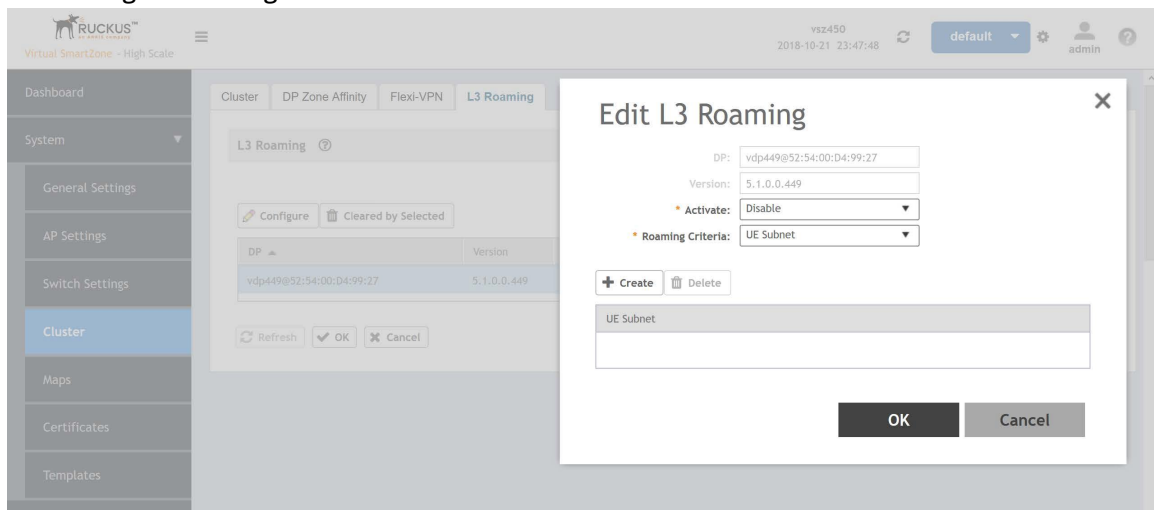 RUCKUS™
Virtual SmartZone - High Scale
vsz450
2018-10-21 23:47:48
default
admin
Dashboard
System
General Settings
AP Settings
Switch Settings
Cluster
Maps
Certificates
Templates
Cluster DP Zone Affinity Flexi-VPN L3 Roaming
L3 Roaming
Configure Cleared by Selected
DP Version
vdp449@52:54:00:D4:99:27 5.1.0.0.449
Refresh OK Cancel
Edit L3 Roaming
DP: vdp449@52:54:00:D4:99:27
Version: 5.1.0.0.449
* Activate: Disable
* Roaming Criteria: UE Subnet
Create Delete
UE Subnet
OK Cancel